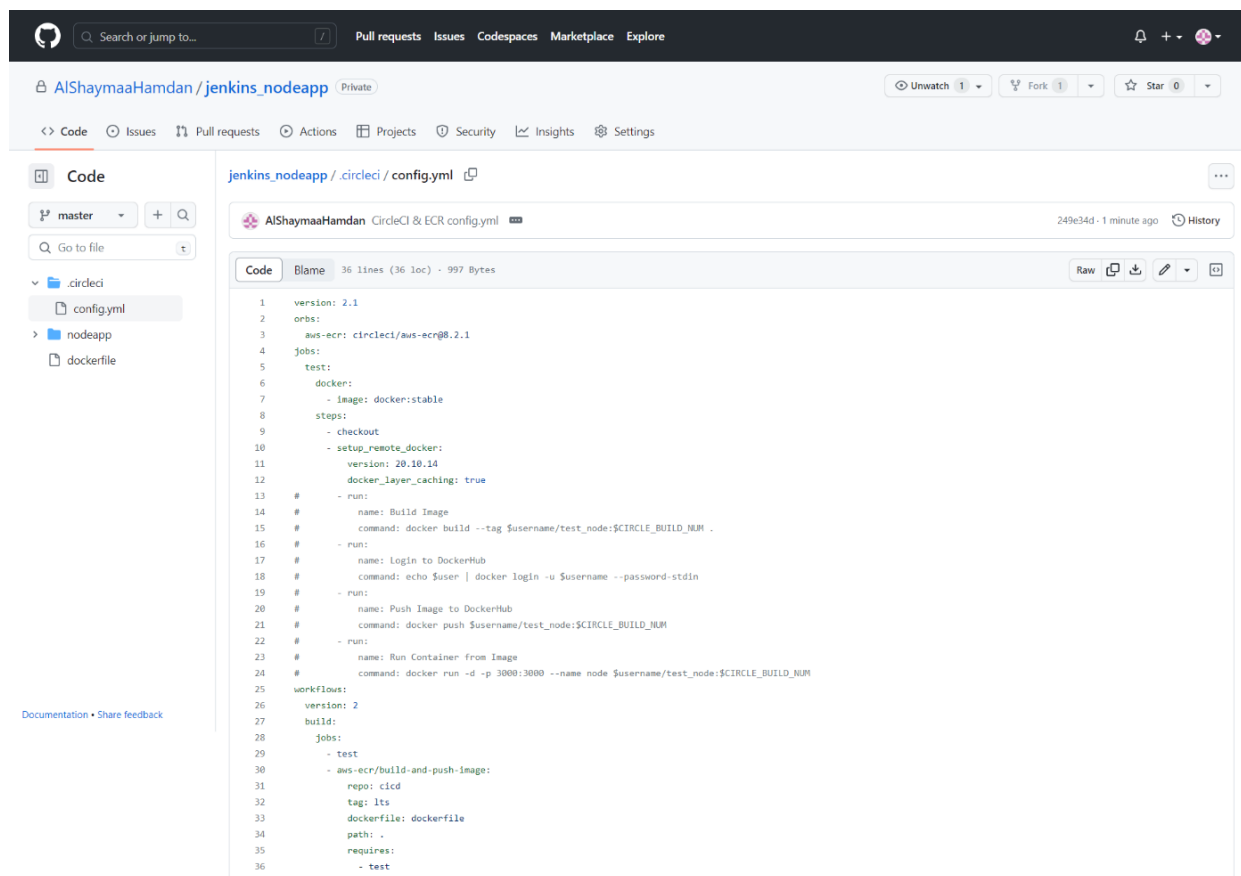 Search or jump to... /
Pull requests Issues Codespaces Marketplace Explore
AlShaymaaHamdan / jenkins_nodeapp Private
Unwatch 1 Fork 1 Star 0
Code Issues Pull requests Actions Projects Security Insights Settings
Code
master
Go to file t
.circleci
config.yml
nodeapp
dockerfile
Documentation • Share feedback
jenkins_nodeapp / .circleci / config.yml
AlShaymaaHamdan CircleCI & ECR config.yml
249e34d · 1 minute ago History
Code Blame 36 lines (36 loc) · 997 Bytes
Raw
1 version: 2.1
2 orbs:
3   aws-ecr: circleci/aws-ecr@8.2.1
4 jobs:
5   test:
6     docker:
7       - image: docker:stable
8     steps:
9       - checkout
10       - setup_remote_docker:
11           version: 20.10.14
12           docker_layer_caching: true
13 #       - run:
14 #           name: Build Image
15 #           command: docker build --tag $username/test_node:$CIRCLE_BUILD_NUM .
16 #       - run:
17 #           name: Login to DockerHub
18 #           command: echo $user | docker login -u $username --password-stdin
19 #       - run:
20 #           name: Push Image to DockerHub
21 #           command: docker push $username/test_node:$CIRCLE_BUILD_NUM
22 #       - run:
23 #           name: Run Container from Image
24 #           command: docker run -d -p 3000:3000 --name node $username/test_node:$CIRCLE_BUILD_NUM
25 workflows:
26   version: 2
27   build:
28     jobs:
29       - test
30       - aws-ecr/build-and-push-image:
31           repo: cicd
32           tag: lts
33           dockerfile: dockerfile
34           path: .
35           requires:
36             - test